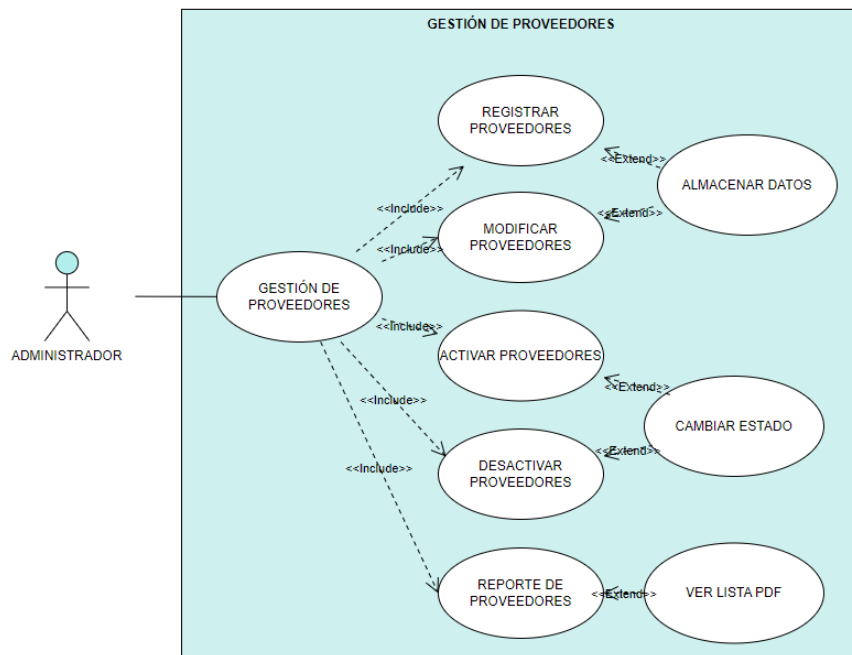 GESTIÓN DE PROVEEDORES
REGISTRAR
PROVEEDORES
<<Extend>>
ALMACENAR DATOS
<<Include>>
<<Extend>>
MODIFICAR
PROVEEDORES
<<Include>>
GESTIÓN DE
PROVEEDORES
ADMINISTRADOR
<<Include>>
ACTIVAR PROVEEDORES
<<Extend>>
CAMBIAR ESTADO
<<Include>>
<<Extend>>
DESACTIVAR
PROVEEDORES
<<Include>>
REPORTE DE
PROVEEDORES
<<Extend>>
VER LISTA PDF